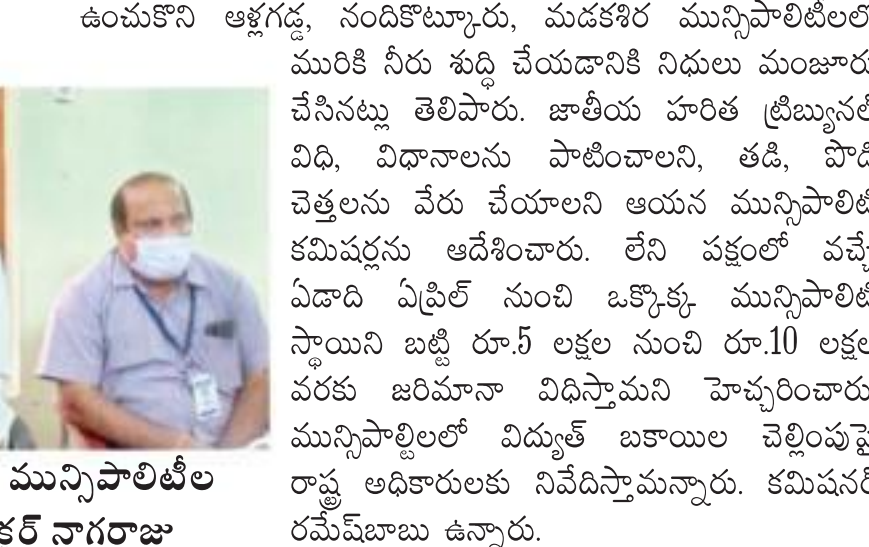 ఉంచుకొని ఆళ్లగడ్డ, నందికొట్కూరు, మడకశిర మున్సిపాలిటీలలో
మురికి నీరు శుద్ధి చేయడానికి నిధులు మంజూరు
చేసినట్లు తెలిపారు. జాతీయ హరిత ట్రిబ్యునల్
విధి, విధానాలను పాటించాలని, తడి, పొడి
చెత్తలను వేరు చేయాలని ఆయన మున్సిపాలిటీ
కమిషర్లను ఆదేశించారు. లేని పక్షంలో వచ్చే
ఏడాది ఏప్రిల్ నుంచి ఒక్కొక్క మున్సిపాలిటీ
స్థాయిని బట్టి రూ.5 లక్షల నుంచి రూ.10 లక్షల
వరకు జరిమానా విధిస్తామని హెచ్చరించారు
మున్సిపాల్టిలలో విద్యుత్ బకాయిల చెల్లింపుపై
రాష్ట్ర అధికారులకు నివేదిస్తామన్నారు. కమిషనర్
రమేష్‌బాబు ఉన్నారు.
మున్సిపాలిటీల
కర్ నాగరాజు